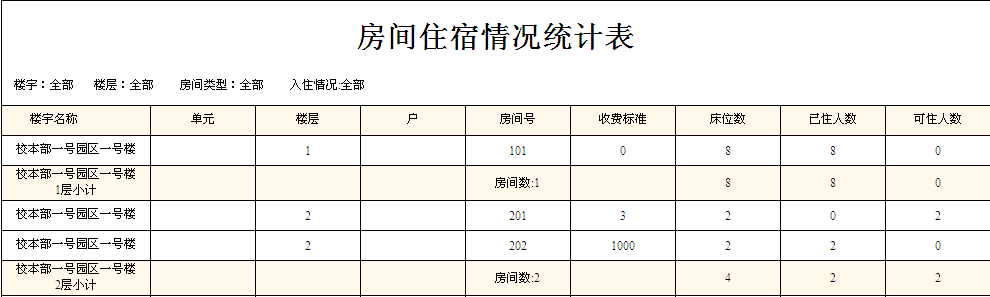 房间住宿情况统计表
楼宇：全部 楼层：全部 房间类型：全部 入住情况:全部
楼宇名称 单元 楼层 户 房间号 收费标准 床位数 已住人数 可住人数
校本部一号园区一号楼 1 101 0 8 8 0
校本部一号园区一号楼
1层小计 房间数:1 8 8 0
校本部一号园区一号楼 2 201 3 2 0 2
校本部一号园区一号楼 2 202 1000 2 2 0
校本部一号园区一号楼
2层小计 房间数:2 4 2 2